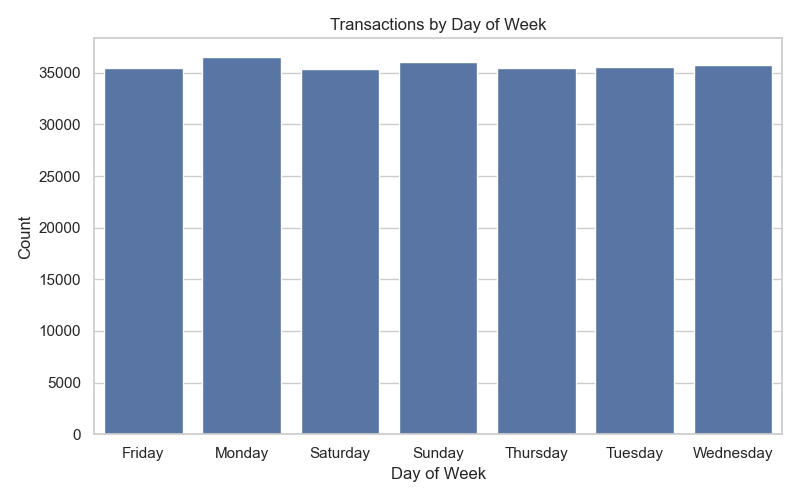 Transactions by Day of Week
Count
35000
30000
25000
20000
15000
10000
5000
0
Friday Monday Saturday Sunday Thursday Tuesday Wednesday
Day of Week